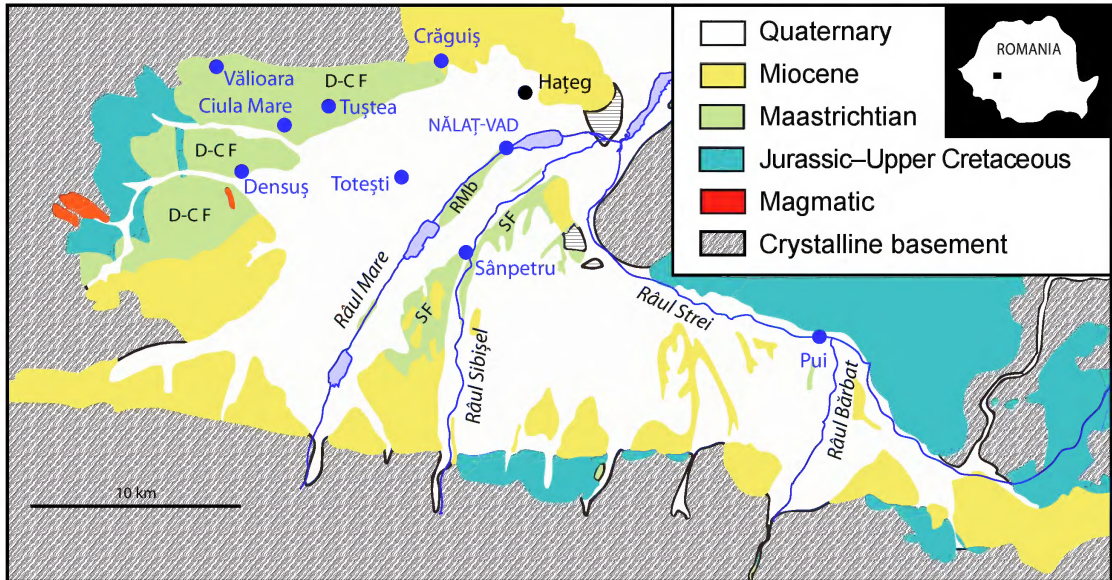 Quaternary
Miocene
Maastrichtian
Jurassic–Upper Cretaceous
Magmatic
Crystalline basement
ROMANIA
Crăguiș
Vălioara
D-C F
Hațeg
Ciula Mare
Tuștea
NĂLAȚ-VAD
D-C F
Densuș
Totești
RMb
D-C F
SF
Sânpetru
Râul Mare
SF
Râul Sibișel
Râul Strei
Pui
Râul Bărbat
10 km